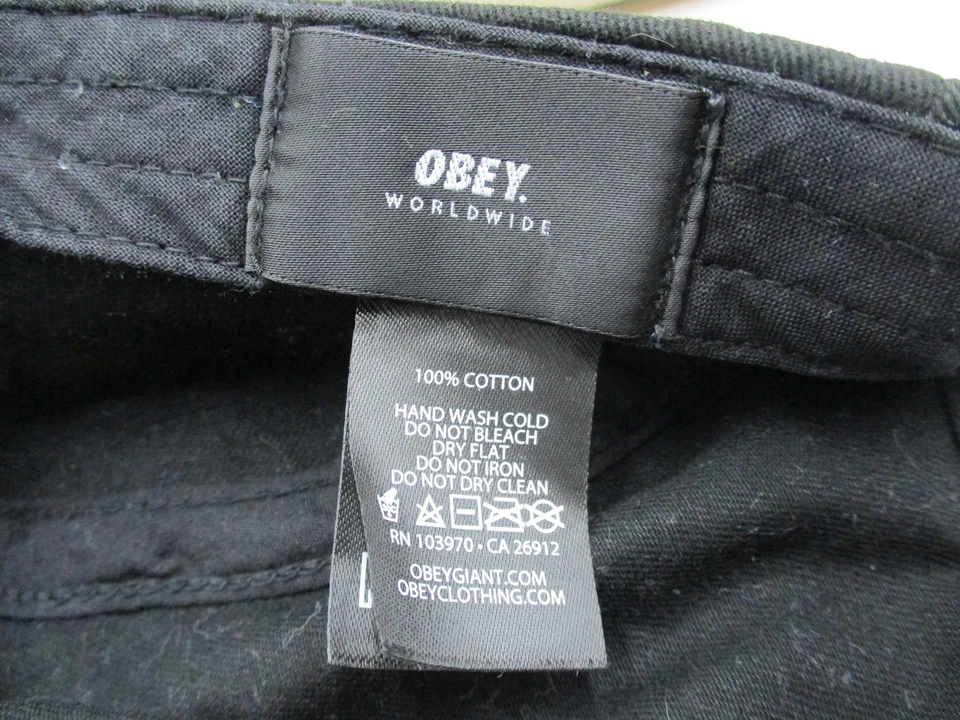 OBEY.
WORLDWIDE
100% COTTON
HAND WASH COLD
DO NOT BLEACH
DRY FLAT
DO NOT IRON
DO NOT DRY CLEAN
RN 103970 • CA 26912
OBEYGIANT.COM
OBEYCLOTHING.COM